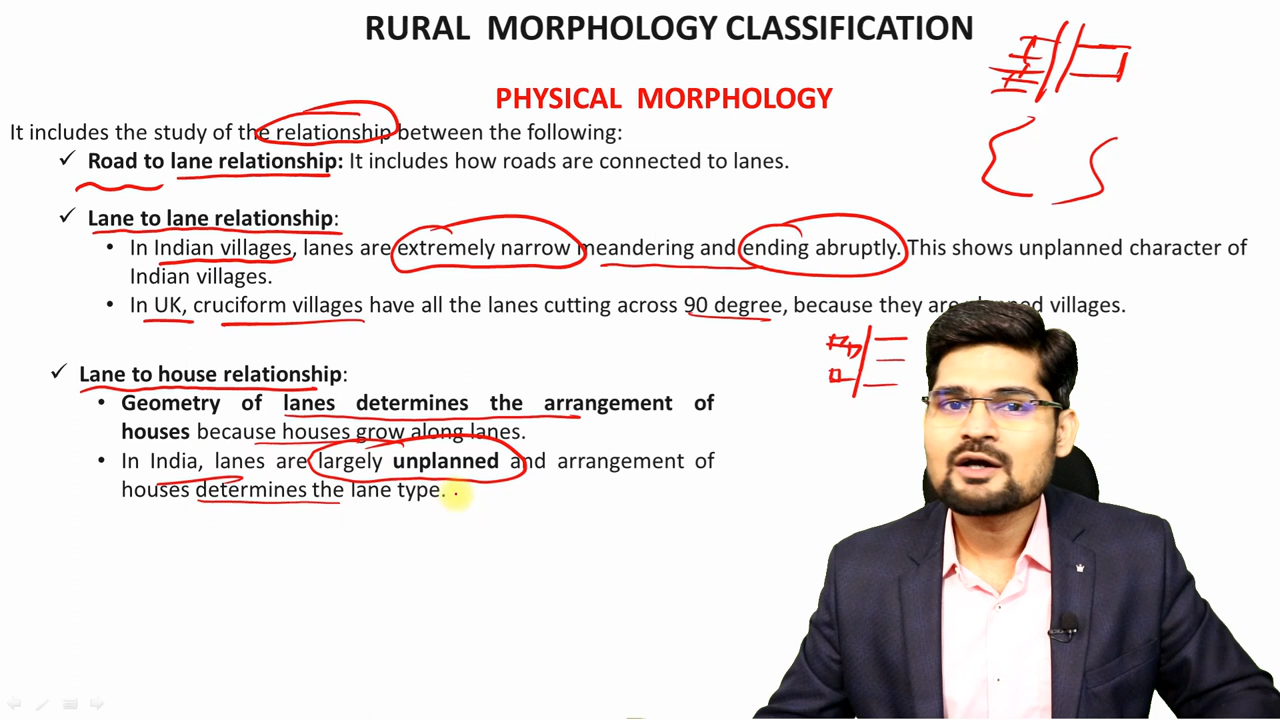 RURAL MORPHOLOGY CLASSIFICATION
PHYSICAL MORPHOLOGY
It includes the study of the relationship between the following:
✓ Road to lane relationship: It includes how roads are connected to lanes.
✓ Lane to lane relationship:
• In Indian villages, lanes are extremely narrow meandering and ending abruptly. This shows unplanned character of
Indian villages.
• In UK, cruciform villages have all the lanes cutting across 90 degree, because they are villages.
✓ Lane to house relationship:
• Geometry of lanes determines the arrangement of
houses because houses grow along lanes.
• In India, lanes are largely unplanned and arrangement of
houses determines the lane type.